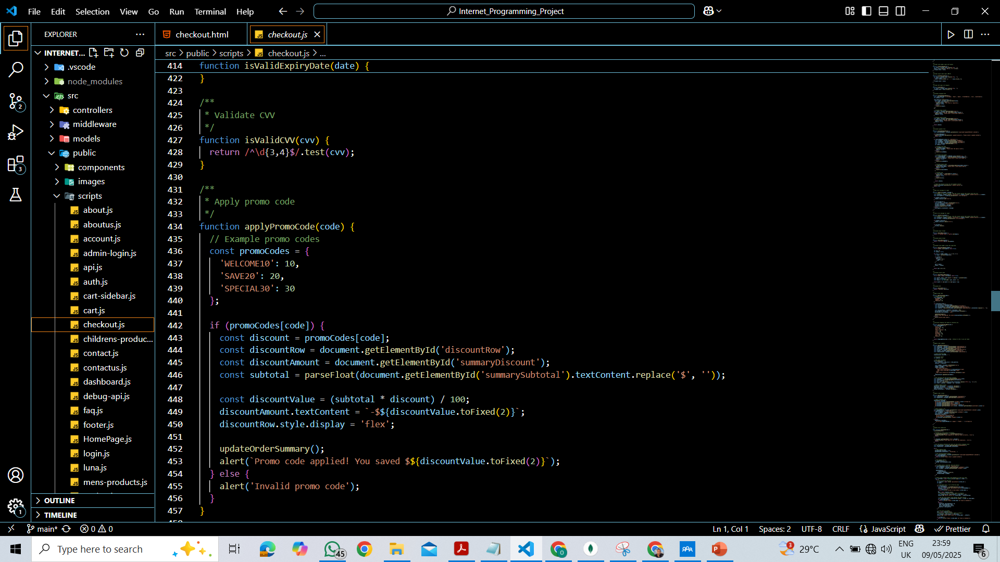 File Edit Selection View Go Run Terminal Help
Internet_Programming_Project
EXPLORER
checkout.html
checkout.js
INTERNET...
src > public > scripts > checkout.js > ...
.vscode
node_modules
src
controllers
middleware
models
public
components
images
scripts
about.js
aboutus.js
account.js
admin-login.js
api.js
auth.js
cart-sidebar.js
cart.js
checkout.js
childrens-produc...
contact.js
contactus.js
dashboard.js
debug-api.js
faq.js
footer.js
HomePage.js
login.js
luna.js
mens-products.js
OUTLINE
TIMELINE
2
3
1
414 function isValidExpiryDate(date) {
422 }
423
424 /**
425 * Validate CVV
426 */
427 function isValidCVV(cvv) {
428 return /^\d{3,4}$/.test(cvv);
429 }
430
431 /**
432 * Apply promo code
433 */
434 function applyPromoCode(code) {
435 // Example promo codes
436 const promoCodes = {
437 'WELCOME10': 10,
438 'SAVE20': 20,
439 'SPECIAL30': 30
440 };
441
442 if (promoCodes[code]) {
443 const discount = promoCodes[code];
444 const discountRow = document.getElementById('discountRow');
445 const discountAmount = document.getElementById('summaryDiscount');
446 const subtotal = parseFloat(document.getElementById('summarySubtotal').textContent.replace('$', ''));
447
448 const discountValue = (subtotal * discount) / 100;
449 discountAmount.textContent = `-$${discountValue.toFixed(2)}`;
450 discountRow.style.display = 'flex';
451
452 updateOrderSummary();
453 alert(`Promo code applied! You saved $${discountValue.toFixed(2)}`);
454 } else {
455 alert('Invalid promo code');
456 }
457 }
main* 0 0
Ln 1, Col 1 Spaces: 2 UTF-8 CRLF {} JavaScript Prettier
Type here to search
45
3
29°C
ENG
UK
23:59
09/05/2025
6